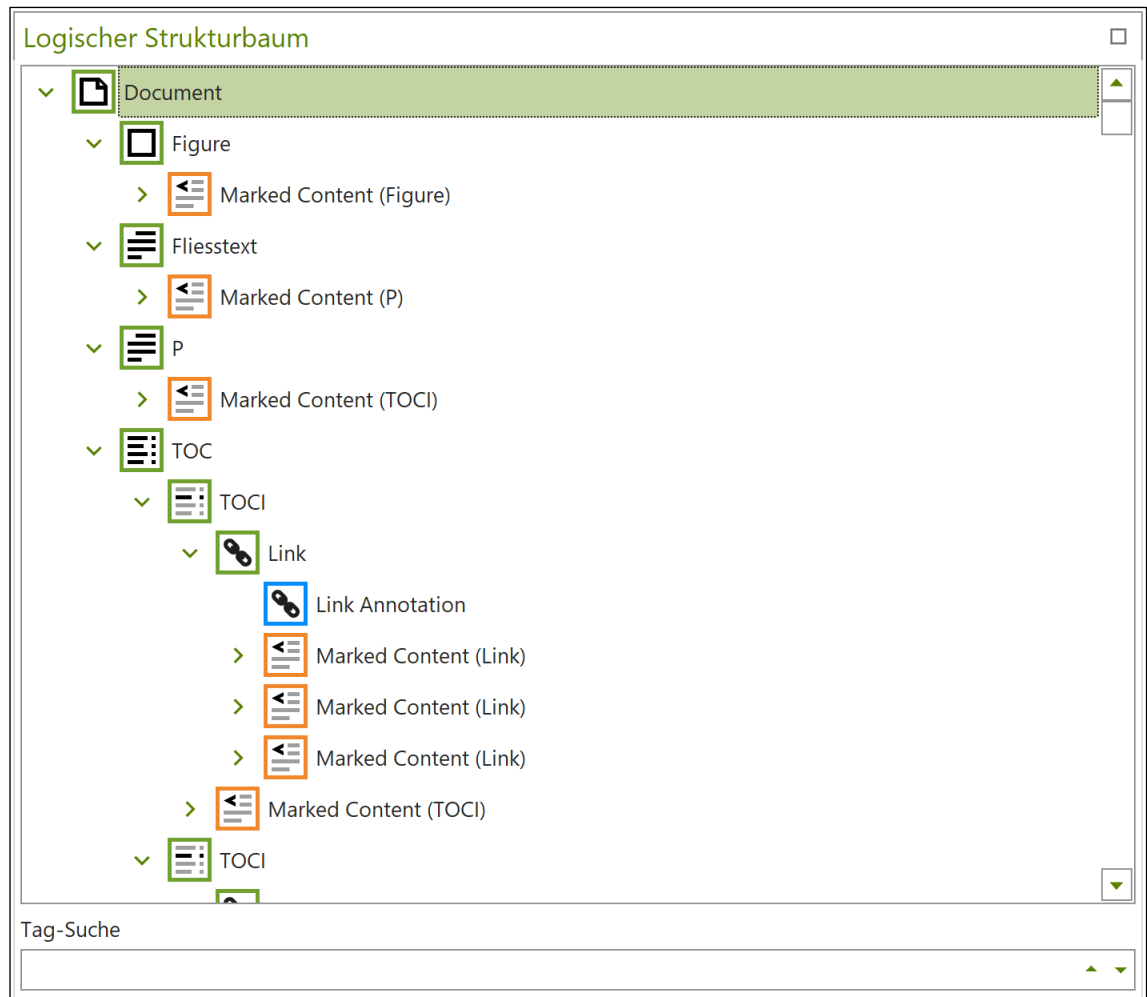 Logischer Strukturbaum
Document
Figure
Marked Content (Figure)
Fliesstext
Marked Content (P)
P
Marked Content (TOCI)
TOC
TOCI
Link
Link Annotation
Marked Content (Link)
Marked Content (Link)
Marked Content (Link)
Marked Content (TOCI)
TOCI
Tag-Suche